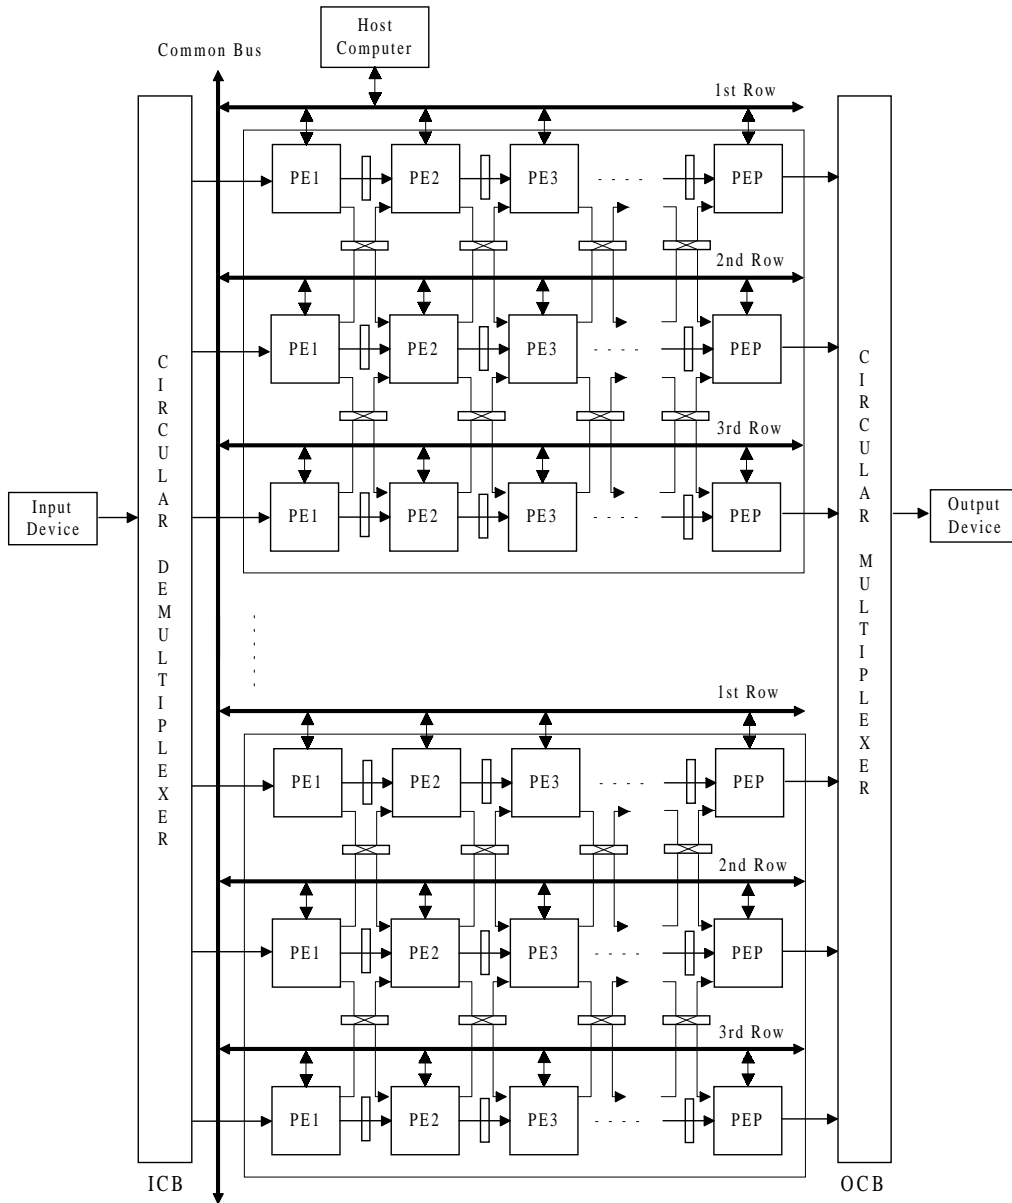 Host
Computer
Common Bus
1st Row
PE1 PE2 PE3 - - - - PEP
2nd Row
PE1 PE2 PE3 - - - - PEP
3rd Row
PE1 PE2 PE3 - - - - PEP
Input
Device
CIRCULAR DEMULTIPLEXER
CIRCULAR MULTIPLEXER
Output
Device
1st Row
PE1 PE2 PE3 - - - - PEP
2nd Row
PE1 PE2 PE3 - - - - PEP
3rd Row
PE1 PE2 PE3 - - - - PEP
ICB
OCB